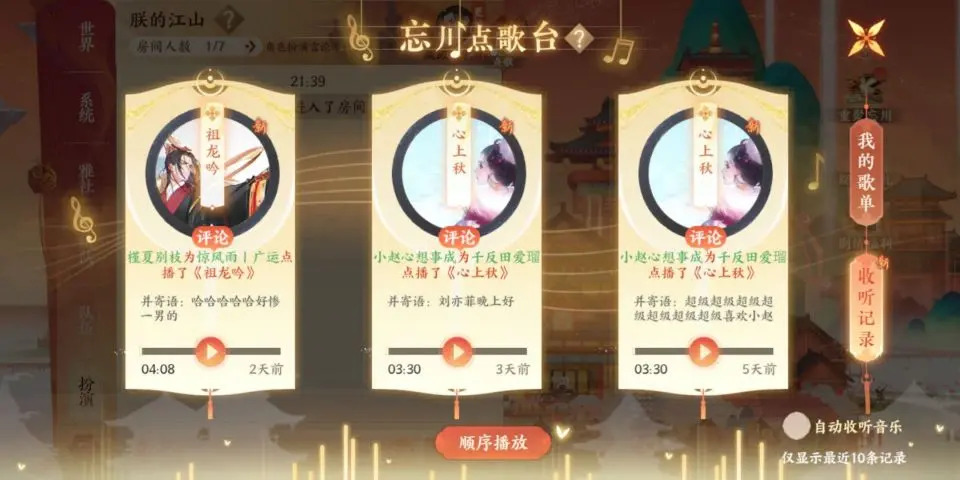 世界
系统
雅社
队伍
扮演
朕的江山
?
房间人数 1/7
21:39
进入了房间
忘川点歌台
?
新
祖龙吟
评论
槿夏别枝为惊风雨丨广运点
播了《祖龙吟》
并寄语：哈哈哈哈哈好惨
一男的
04:08
2天前
新
心上秋
评论
小赵心想事成为千反田爱瑠
点播了《心上秋》
并寄语：刘亦菲晚上好
03:30
3天前
新
心上秋
评论
小赵心想事成为千反田爱瑠
点播了《心上秋》
并寄语：超级超级超级超
级超级超级超级喜欢小赵
03:30
5天前
我的歌单
新
收听记录
顺序播放
自动收听音乐
仅显示最近10条记录